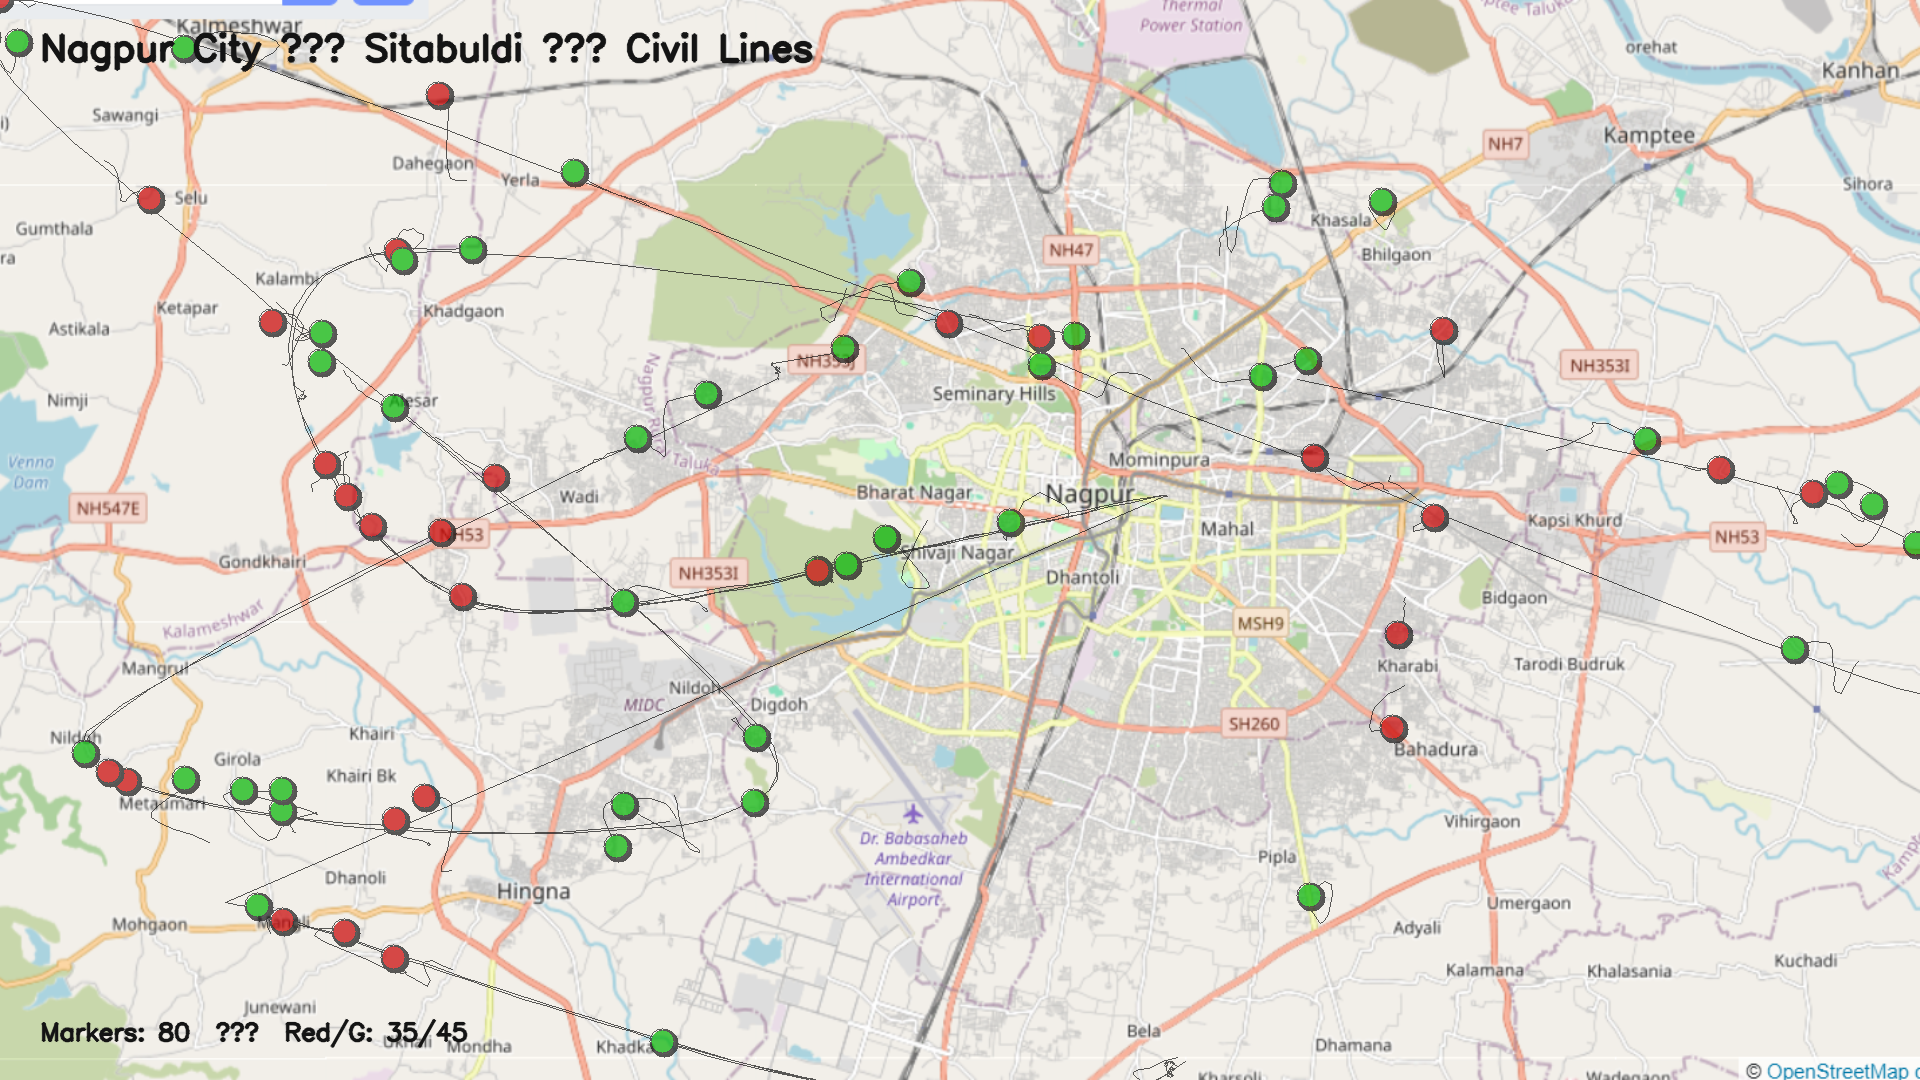 Thermal
Power Station
Kalmeshwar
Nagpur City ??? Sitabuldi ??? Civil Lines
orehat
Kanhan
Sawangi
Kamptee
NH7
Dahegaon
Yerla
Selu
Sihora
Khasala
Gumthala
NH47
Bhilgaon
Kalambi
Ketapar
Khadgaon
Astikala
NH353J
NH353I
Seminary Hills
Nimji
Alesar
Mominpura
Taluka
Venna
Dam
Wadi
Bharat Nagar
Nagpur
NH547E
Mahal
Kapsi Khurd
NH53
NH53
Gondkhairi
Shivaji Nagar
NH353I
Dhantoli
Bidgaon
Kalameshwar
MSH9
Mangrul
Kharabi
Tarodi Budruk
Nildoh
MIDC
Digdoh
SH260
Nildoh
Khairi
Bahadura
Girola
Khairi Bk
Metaumari
Vihirgaon
Dr. Babasaheb
Ambedkar
International
Airport
Pipla
Dhanoli
Hingna
Umergaon
Mohgaon
Mangli
Adyali
Kuchadi
Kalamana
Khalasania
Junewani
Markers: 80 ??? Red/G: 35/45
Mondha
Khadka
Bela
Dhamana
Kharsoli
Wadegaon
© OpenStreetMap c